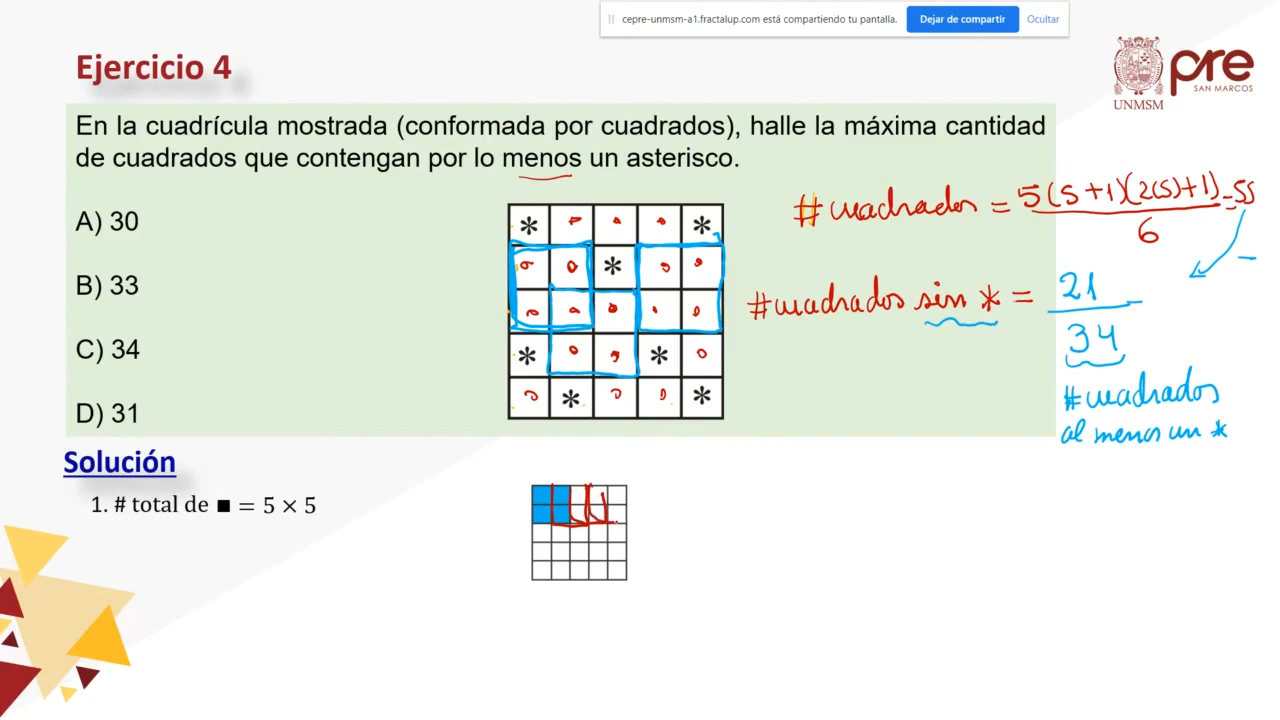 cepre-unmsm-a1.fractalup.com está compartiendo tu pantalla. Dejar de compartir Ocultar
Ejercicio 4
UNMSM
pre
SAN MARCOS
En la cuadrícula mostrada (conformada por cuadrados), halle la máxima cantidad
de cuadrados que contengan por lo menos un asterisco.
A) 30
B) 33
C) 34
D) 31
* *
*
* *
* *
#cuadrados = 5(5+1)(2(5)+1) = 55
6
#cuadrados sin * = 21
34
#cuadrados
al menos un *
Solución
1. # total de ■ = 5 × 5